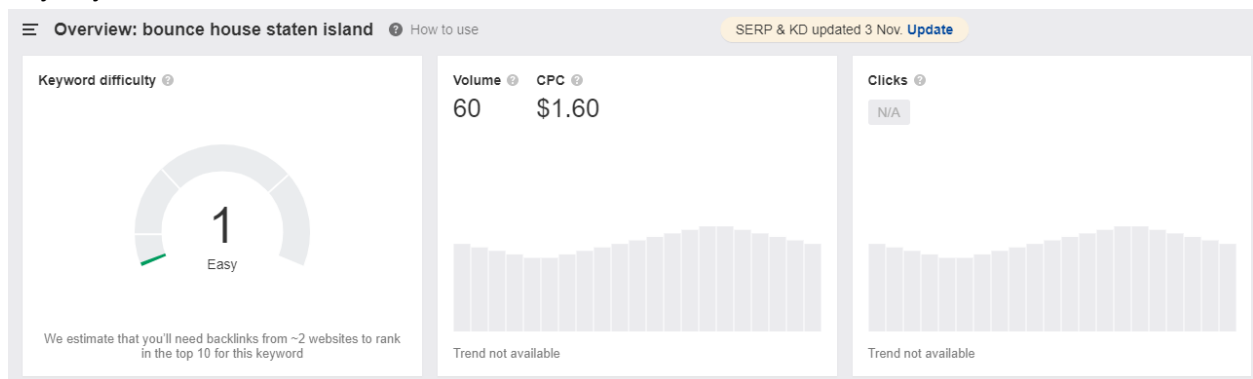 Overview: bounce house staten island ? How to use
SERP & KD updated 3 Nov. Update
Keyword difficulty ?
1
Easy
We estimate that you'll need backlinks from ~2 websites to rank
in the top 10 for this keyword
Volume ? CPC ?
60 $1.60
Trend not available
Clicks ?
N/A
Trend not available